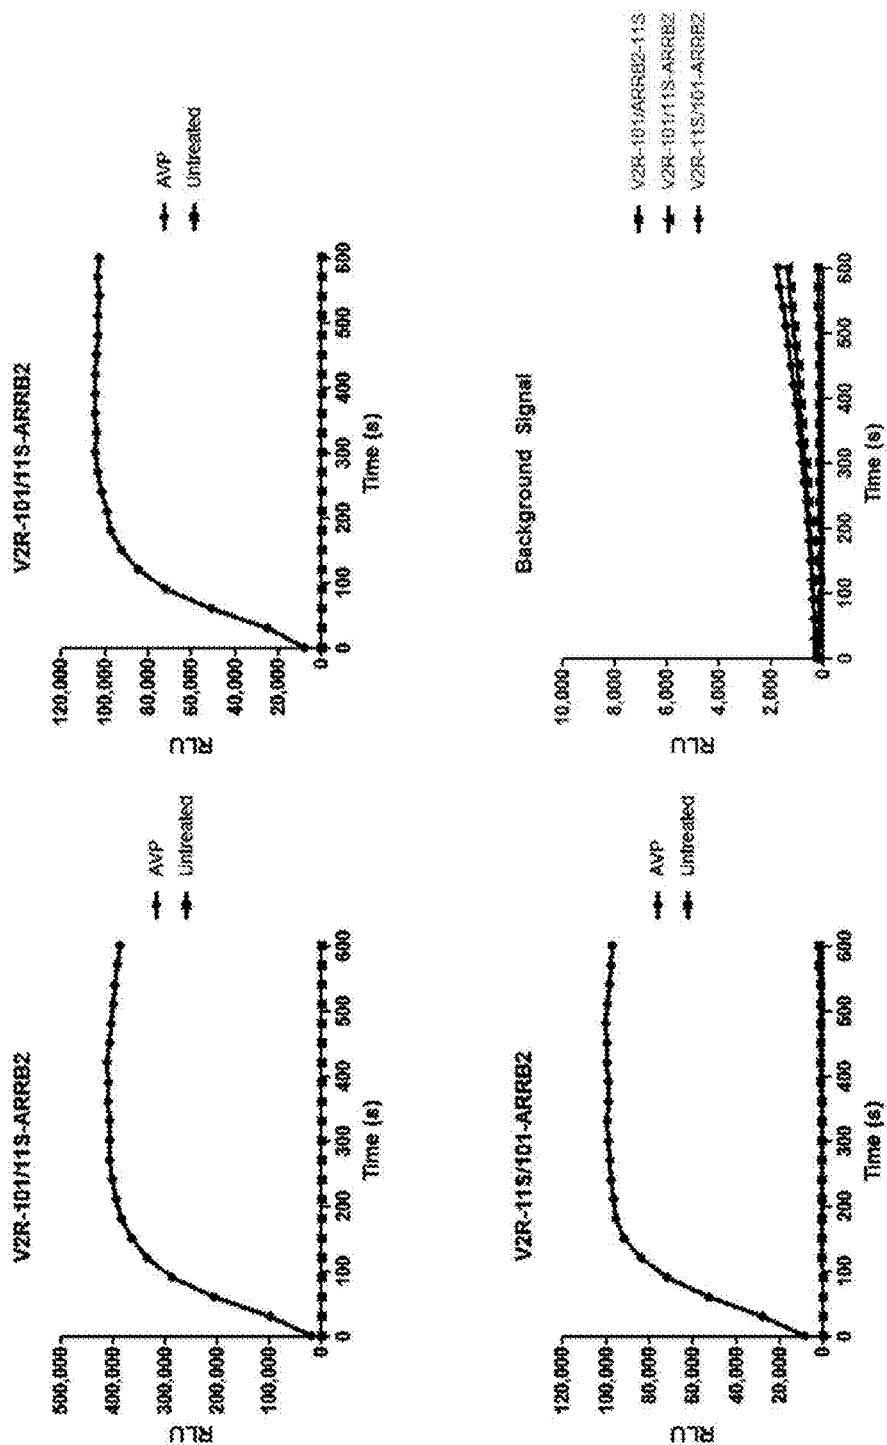 V2R-101/11S-ARRB2
RLU
500,000
400,000
300,000
200,000
100,000
0
0 100 200 300 400 500 600
Time (s)
AVP
Untreated
V2R-101/11S-ARRB2
RLU
120,000
100,000
80,000
60,000
40,000
20,000
0
0 100 200 300 400 500 600
Time (s)
AVP
Untreated
V2R-11S/101-ARRB2
RLU
120,000
100,000
80,000
60,000
40,000
20,000
0
0 100 200 300 400 500 600
Time (s)
AVP
Untreated
Background Signal
RLU
10,000
8,000
6,000
4,000
2,000
0
0 100 200 300 400 500 600
Time (s)
V2R-101/ARRB2-11S
V2R-101/11S-ARRB2
V2R-11S/101-ARRB2